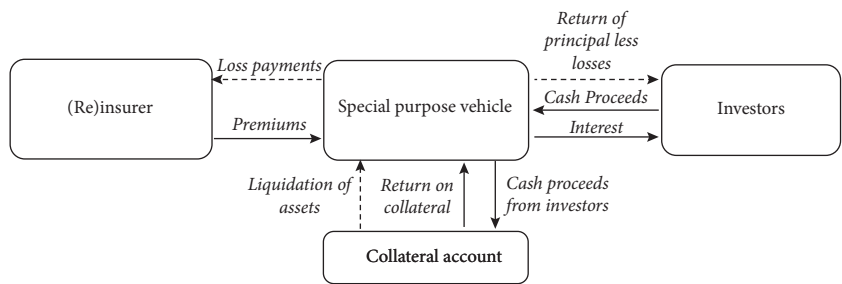 Return of
principal less
losses
Loss payments
(Re)insurer
Special purpose vehicle
Cash Proceeds
Investors
Premiums
Interest
Liquidation of
assets
Return on
collateral
Cash proceeds
from investors
Collateral account